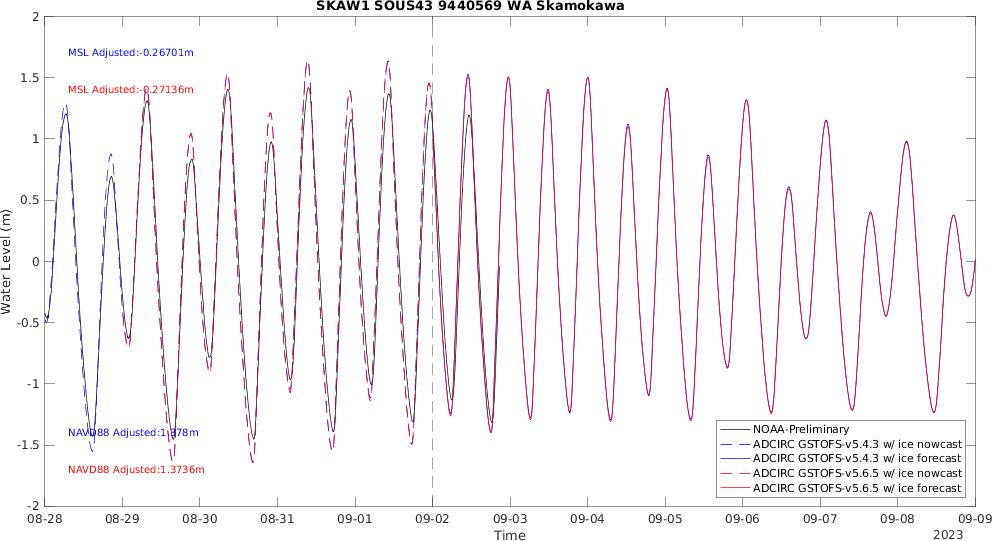 SKAW1 SOUS43 9440569 WA Skamokawa
2
1.5
1
0.5
0
-0.5
-1
-1.5
-2
Water Level (m)
MSL Adjusted:-0.26701m
MSL Adjusted:-0.27136m
NAVD88 Adjusted:1.378m
NAVD88 Adjusted:1.3736m
NOAA-Preliminary
ADCIRC GSTOFS-v5.4.3 w/ ice nowcast
ADCIRC GSTOFS-v5.4.3 w/ ice forecast
ADCIRC GSTOFS-v5.6.5 w/ ice nowcast
ADCIRC GSTOFS-v5.6.5 w/ ice forecast
08-28 08-29 08-30 08-31 09-01 09-02 09-03 09-04 09-05 09-06 09-07 09-08 09-09
Time
2023